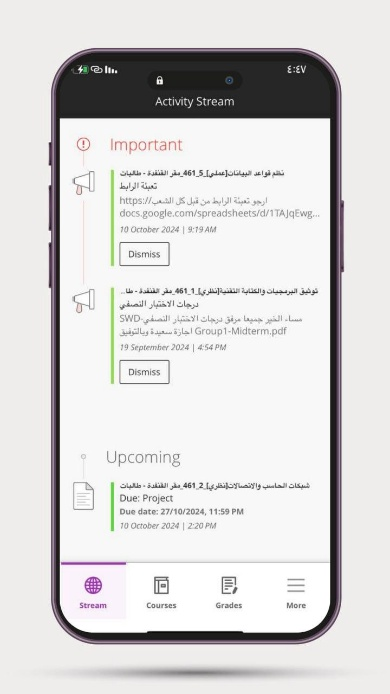 ٤:٤٧
Activity Stream
Important
نظم قواعد البيانات[عملي]_5_461_مقر القنفذة - طالبات
تعبئة الرابط
ارجو تعبئة الرابط من قبل كل الشعب//:https
docs.google.com/spreadsheets/d/1TAJqEwg...
10 October 2024 | 9:19 AM
Dismiss
توثيق البرمجيات والكتابة التقنية[نظري]_1_461_مقر القنفذة - طا...
درجات الاختبار النصفي
مساء الخير جميعا مرفق درجات الاختبار النصفي-SWD
Group1-Midterm.pdf اجازة سعيدة وبالتوفيق
19 September 2024 | 4:54 PM
Dismiss
Upcoming
شبكات الحاسب والاتصالات[نظري]_2_461_مقر القنفذة - طالبات
Due: Project
Due date: 27/10/2024, 11:59 PM
10 October 2024 | 2:20 PM
Stream
Courses
Grades
More